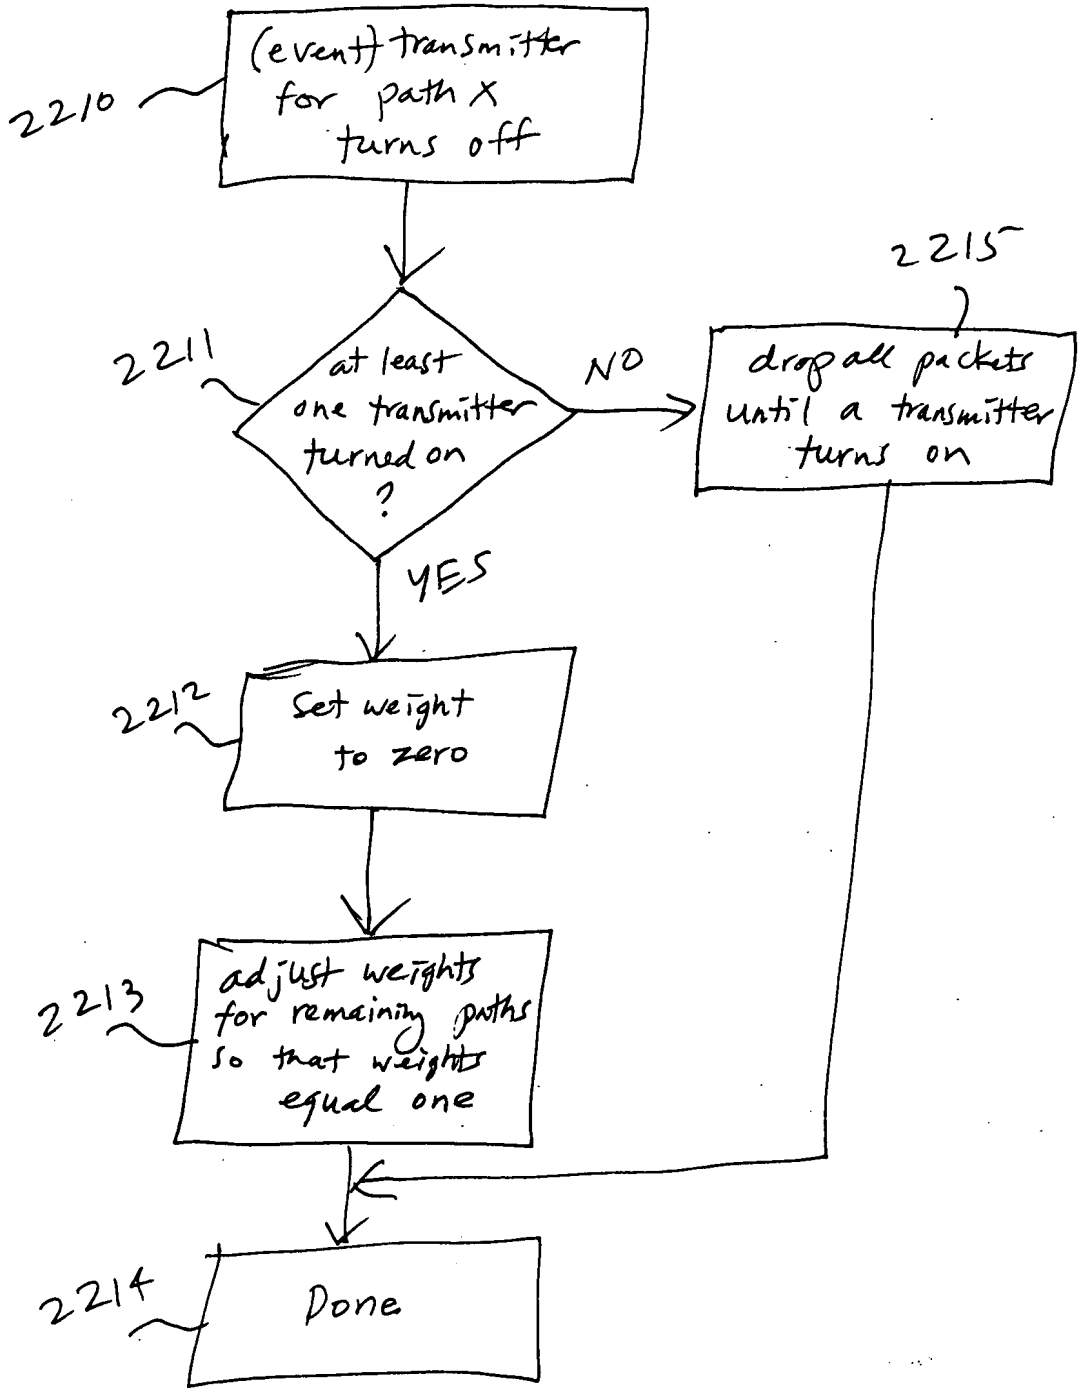 (event) transmitter
for path X
turns off
2210
2211
at least
one transmitter
turned on
?
NO
2215
drop all packets
until a transmitter
turns on
YES
2212
Set weight
to zero
2213
adjust weights
for remaining paths
so that weights
equal one
2214
Done